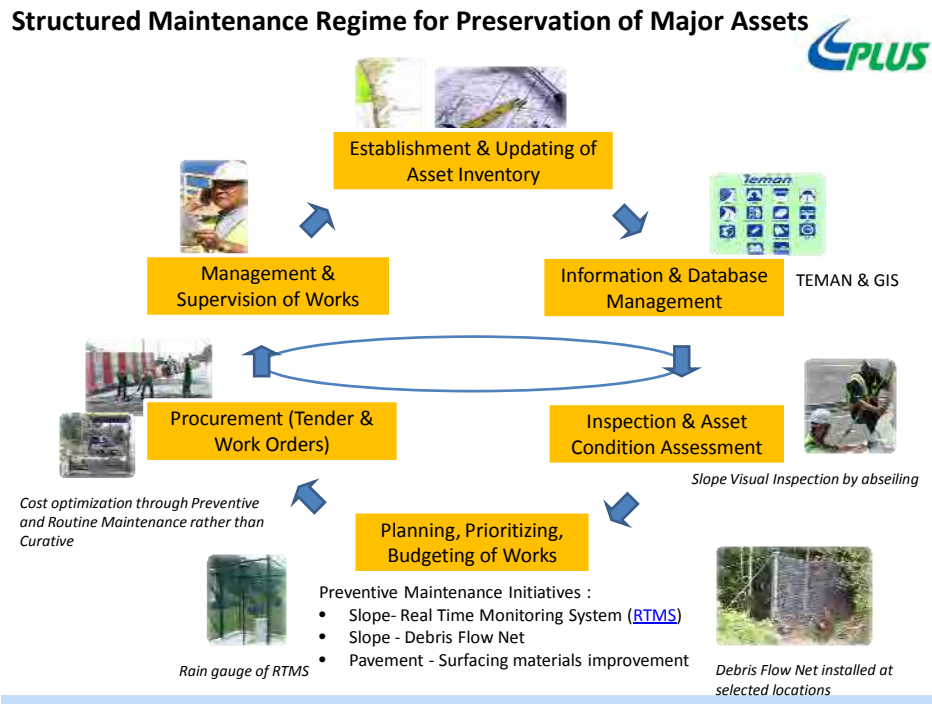 Structured Maintenance Regime for Preservation of Major Assets
PLUS
Establishment & Updating of
Asset Inventory
Teman
Management &
Supervision of Works
Information & Database
Management
TEMAN & GIS
Procurement (Tender &
Work Orders)
Inspection & Asset
Condition Assessment
Slope Visual Inspection by abseiling
Cost optimization through Preventive
and Routine Maintenance rather than
Curative
Planning, Prioritizing,
Budgeting of Works
Preventive Maintenance Initiatives :
• Slope- Real Time Monitoring System (RTMS)
• Slope - Debris Flow Net
• Pavement - Surfacing materials improvement
Rain gauge of RTMS
Debris Flow Net installed at
selected locations